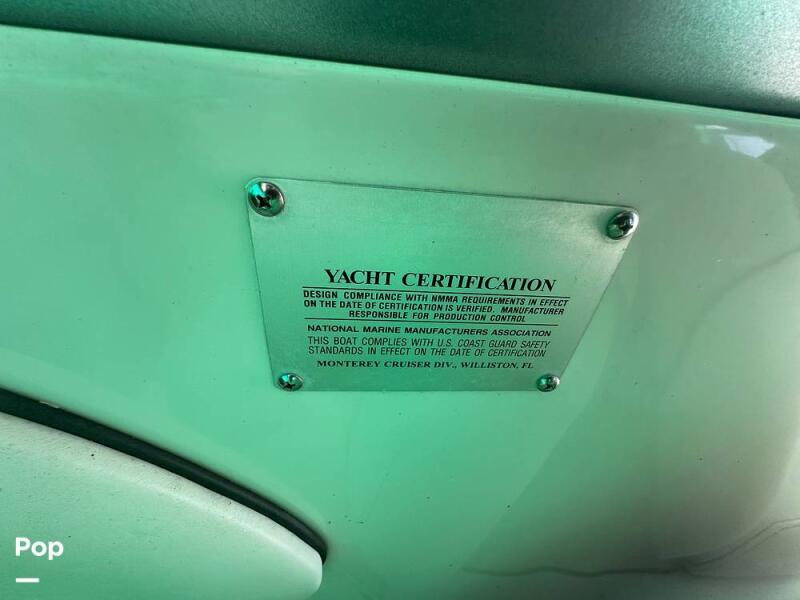 YACHT CERTIFICATION
DESIGN COMPLIANCE WITH NMMA REQUIREMENTS IN EFFECT
ON THE DATE OF CERTIFICATION IS VERIFIED. MANUFACTURER
RESPONSIBLE FOR PRODUCTION CONTROL
NATIONAL MARINE MANUFACTURERS ASSOCIATION
THIS BOAT COMPLIES WITH U.S. COAST GUARD SAFETY
STANDARDS IN EFFECT ON THE DATE OF CERTIFICATION
MONTEREY CRUISER DIV., WILLISTON, FL
Pop